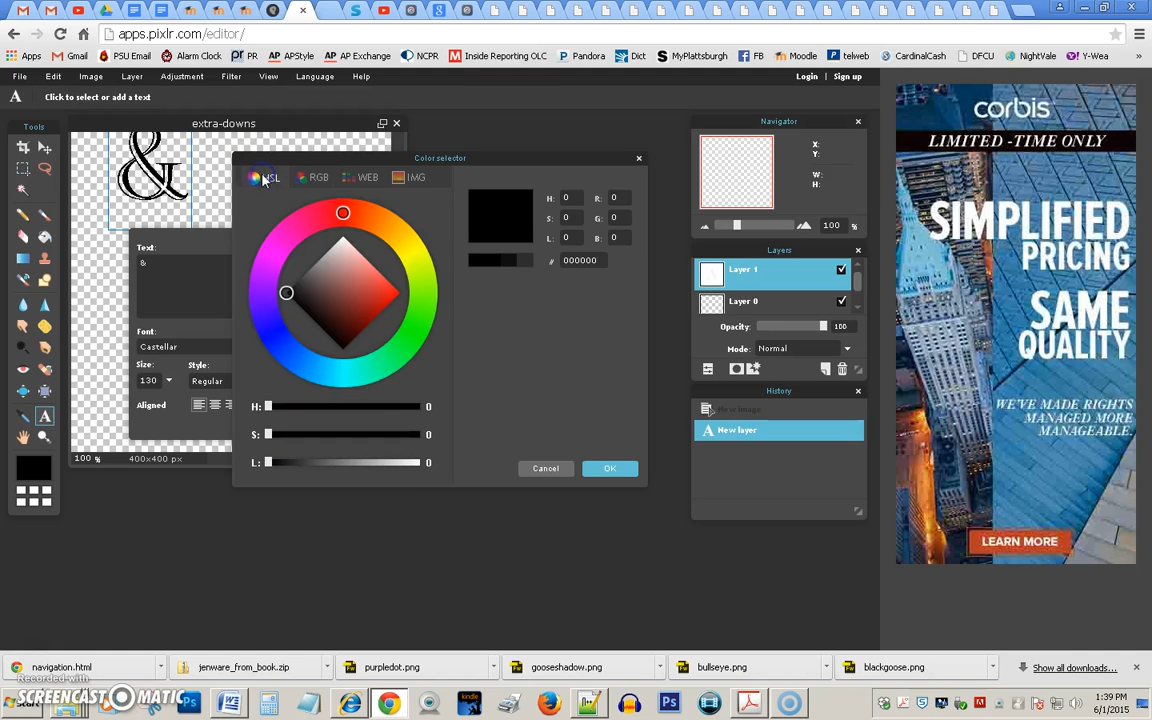 apps.pixlr.com/editor/
Apps Gmail PSU Email Alarm Clock PR APStyle AP Exchange NCPR Inside Reporting OLC Pandora Dict MyPlattsburgh FB Moodle telweb CardinalCash DFCU NightVale Y-Wea »
File Edit Image Layer Adjustment Filter View Language Help Login Sign up
A Click to select or add a text
Tools
extra-downs
&
Text:
&
Font:
Castellar
Size: Style:
130 Regular
Aligned
100 % 400x400 px
Color selector
HSL RGB WEB IMG
H: 0 R: 0
S: 0 G: 0
L: 0 B: 0
# 000000
H: 0
S: 0
L: 0
Cancel OK
Navigator
X:
Y:
W:
H:
100 %
Layers
Layer 1
Layer 0
Opacity: 100
Mode: Normal
History
New image
A New layer
corbis
LIMITED -TIME ONLY
SIMPLIFIED
PRICING
SAME
QUALITY
WE'VE MADE RIGHTS
MANAGED MORE
MANAGEABLE.
LEARN MORE
navigation.html jenware_from_book.zip purpledot.png gooseshadow.png bullseye.png blackgoose.png Show all downloads...
RECORDED WITH
SCREENCAST MATIC
1:39 PM
6/1/2015